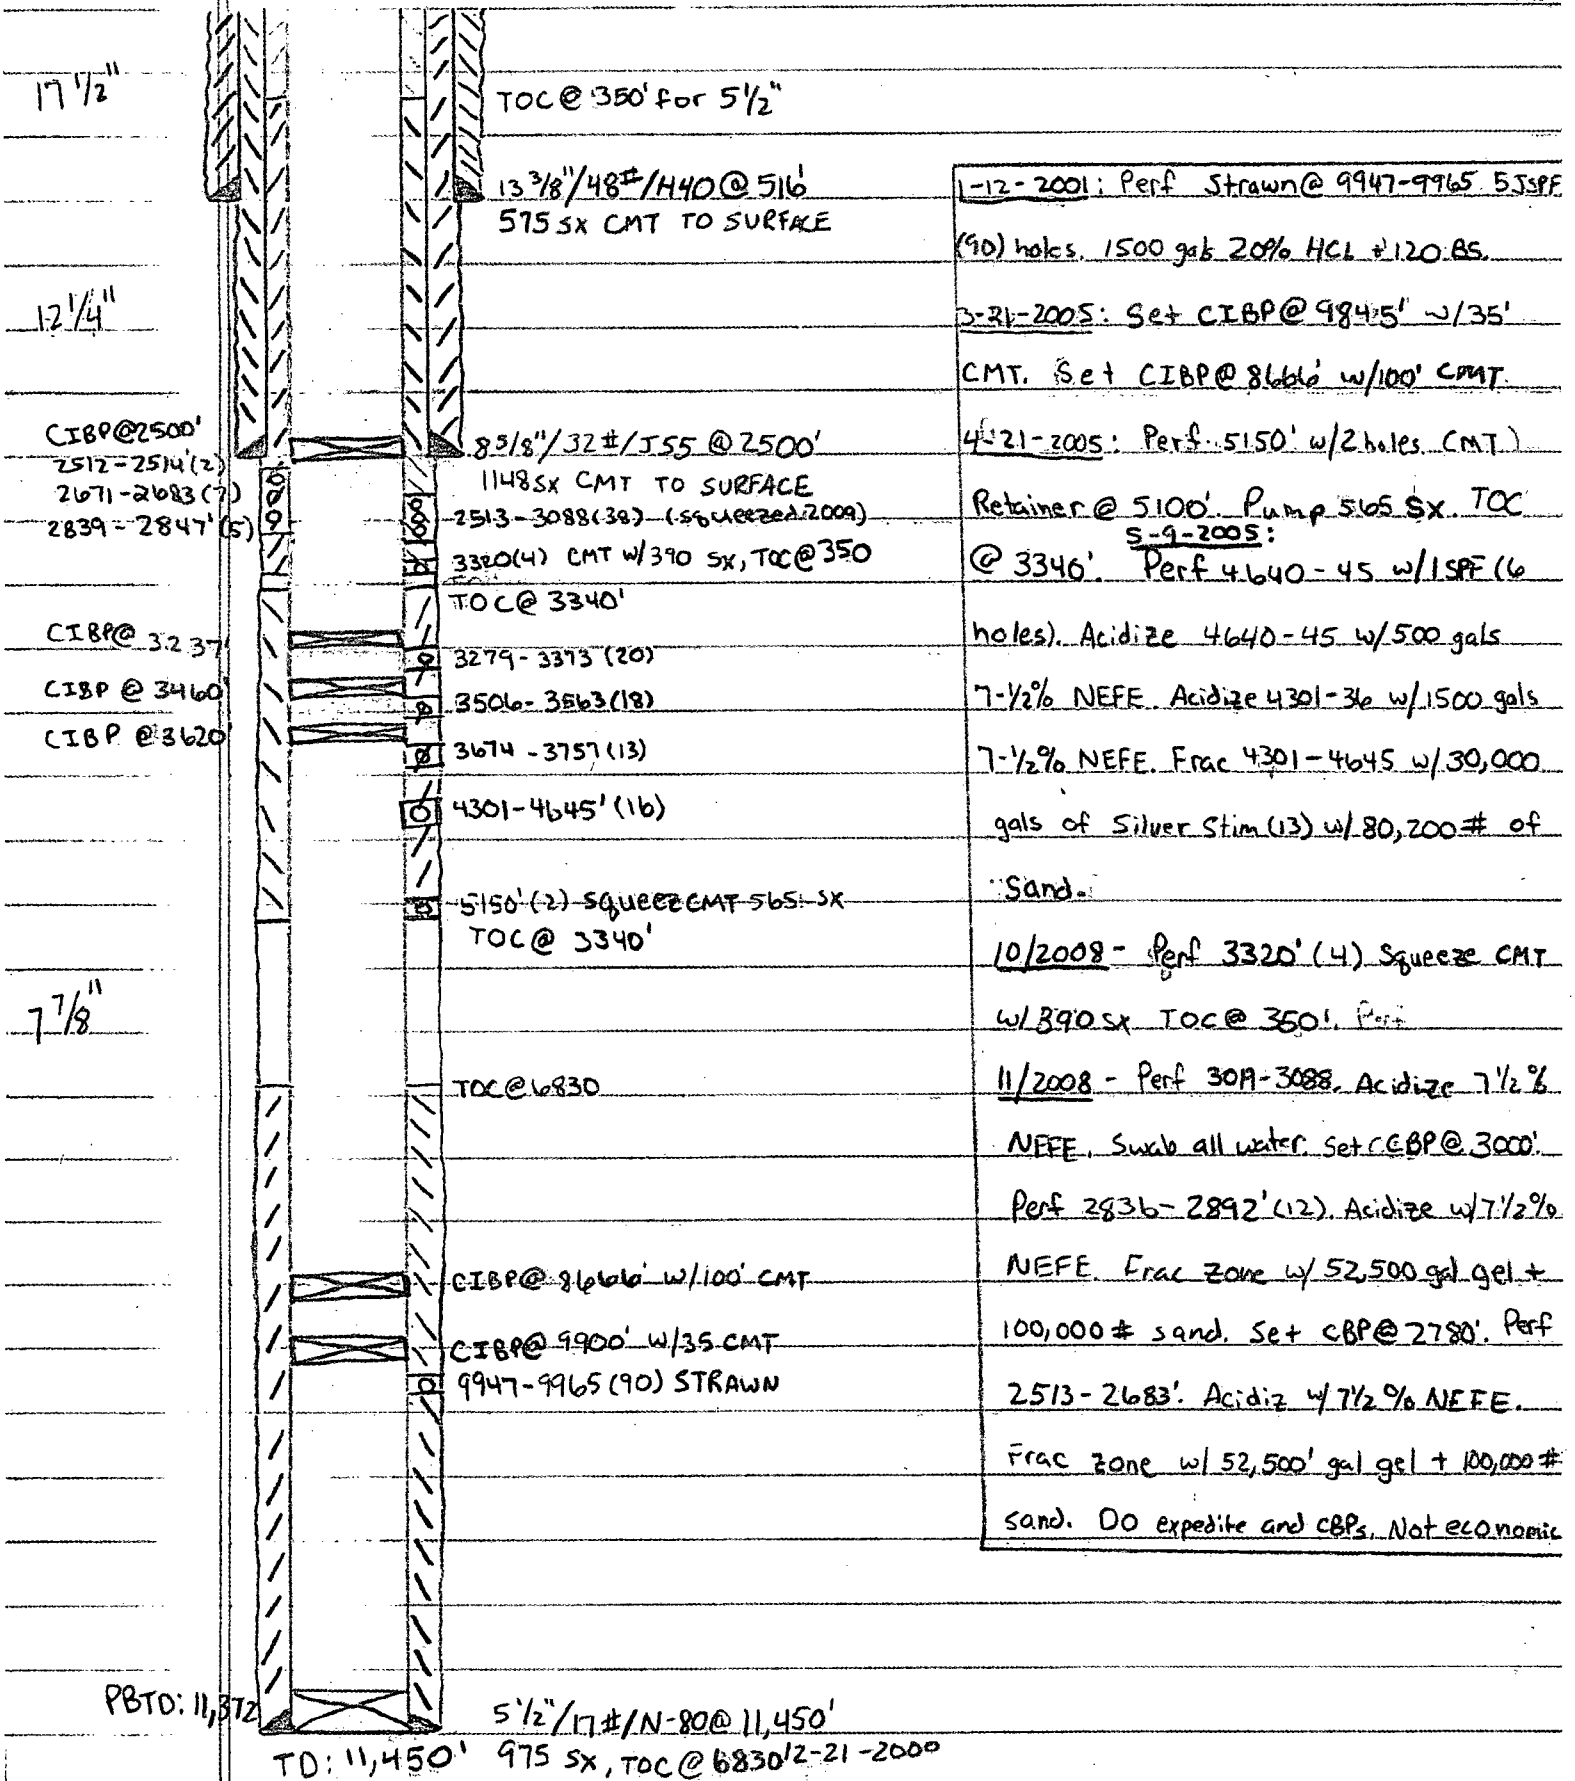 17 1/2"
TOC @ 350' for 5 1/2"
13 3/8"/48#/H40 @ 516'
575 SX CMT TO SURFACE
12 1/4"
CIBP@2500'
2512-2514'(2)
2671-2683(7)
2839-2847'(5)
8 5/8"/32#/J55 @ 2500'
1148 SX CMT TO SURFACE
2513-3088(38) (squeezed 2009)
3320(4) CMT W/390 SX, TOC@350
TOC@ 3340'
CIBP@ 3237'
3279-3373 (20)
CIBP @ 3460'
3506-3563(18)
CIBP @3620'
3674-3757(13)
4301-4645'(16)
5150'(2) SqueezCMT 565 SX
TOC@ 3340'
7 7/8"
TOC@6830
CIBP@ 8666' W/100' CMT
CIBP@ 9900' W/35 CMT
9947-9965(90) STRAWN
PBTD: 11,372
5 1/2"/17#/N-80@ 11,450'
TD: 11,450' 975 SX, TOC@ 6830 12-21-2000
1-12-2001: Perf Strawn@ 9947-9965 5JSPF
(90) holes. 1500 gals 20% HCL + 120 BS.
3-21-2005: Set CIBP@ 9845' w/35'
CMT. Set CIBP@ 8666' w/100' CMT.
4-21-2005: Perf 5150' w/2 holes. CMT)
Retainer @ 5100'. Pump 565 Sx. TOC
5-9-2005:
@ 3340'. Perf 4640-45 w/1SPF (6
holes). Acidize 4640-45 w/500 gals
7-1/2% NEFE. Acidize 4301-36 w/1500 gals
7-1/2% NEFE. Frac 4301-4645 w/30,000
gals of Silver Stim (13) w/80,200# of
Sand.
10/2008 - Perf 3320' (4) Squeeze CMT
w/390 sx TOC@ 350'. Perf
11/2008 - Perf -3088. Acidize 7 1/2%
NEFE. Swab all water. Set CBP@ 3000'.
Perf 2836-2892'(12). Acidize w/7 1/2%
NEFE. Frac Zone w/ 52,500 gal gel +
100,000# sand. Set CBP@ 2780'. Perf
2513-2683'. Acidiz w/ 7 1/2% NEFE.
Frac zone w/ 52,500' gal gel + 100,000#
sand. DO expedite and CBPs. Not economic